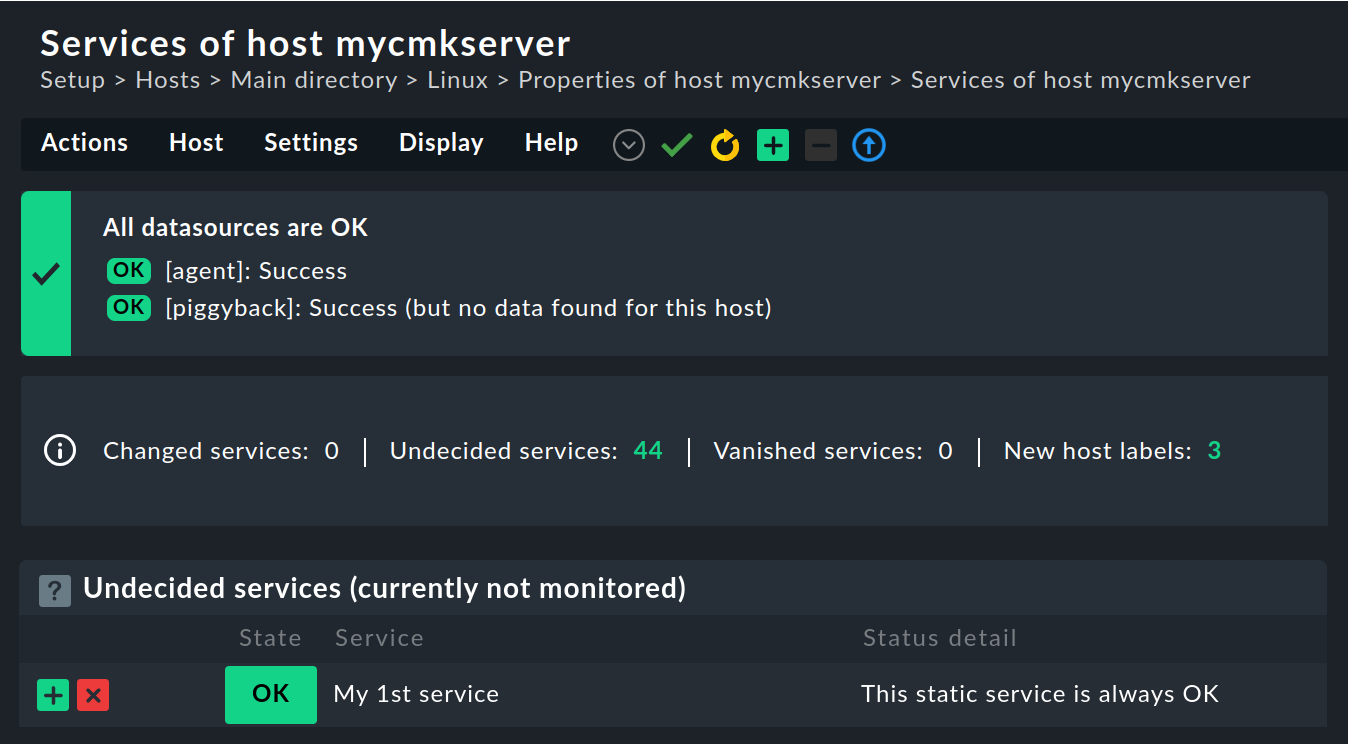 Services of host mycmkserver
Setup > Hosts > Main directory > Linux > Properties of host mycmkserver > Services of host mycmkserver
Actions Host Settings Display Help
All datasources are OK
OK [agent]: Success
OK [piggyback]: Success (but no data found for this host)
Changed services: 0 | Undecided services: 44 | Vanished services: 0 | New host labels: 3
? Undecided services (currently not monitored)
State Service Status detail
OK My 1st service This static service is always OK